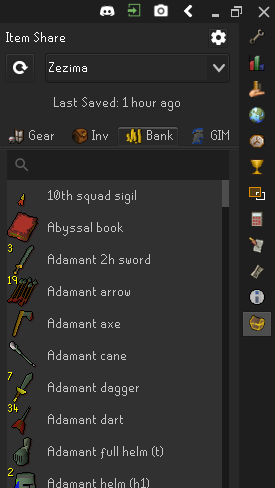 Item Share
Zezima
Last Saved: 1 hour ago
Gear Inv Bank GIM
10th squad sigil
Abyssal book
3
Adamant 2h sword
19
Adamant arrow
Adamant axe
Adamant cane
7
Adamant dagger
34
Adamant dart
Adamant full helm (t)
2
Adamant helm (h1)